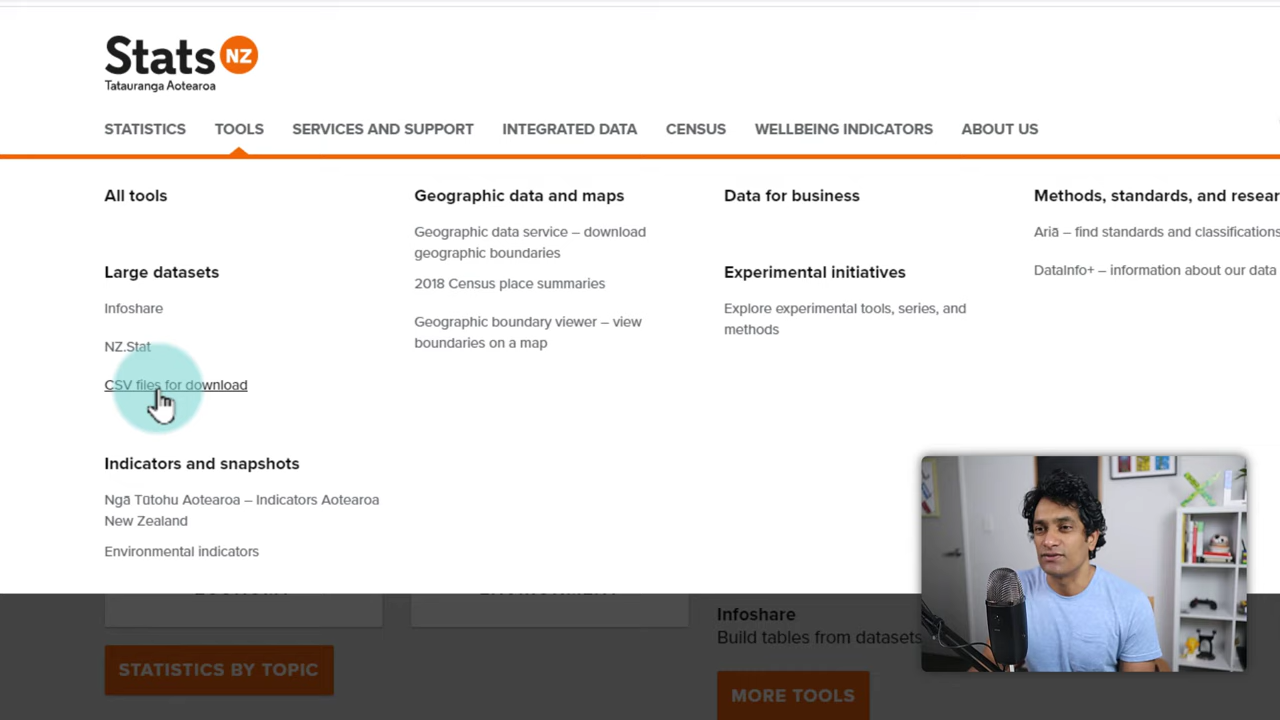 Stats NZ
Tatauranga Aotearoa
STATISTICS
TOOLS
SERVICES AND SUPPORT
INTEGRATED DATA
CENSUS
WELLBEING INDICATORS
ABOUT US
All tools
Large datasets
Infoshare
NZ.Stat
CSV files for download
Indicators and snapshots
Ngā Tūtohu Aotearoa – Indicators Aotearoa
New Zealand
Environmental indicators
Geographic data and maps
Geographic data service – download
geographic boundaries
2018 Census place summaries
Geographic boundary viewer – view
boundaries on a map
Data for business
Experimental initiatives
Explore experimental tools, series, and
methods
Methods, standards, and resear
Ariā – find standards and classifications
DataInfo+ – information about our data
Infoshare
Build tables from datasets
STATISTICS BY TOPIC
MORE TOOLS